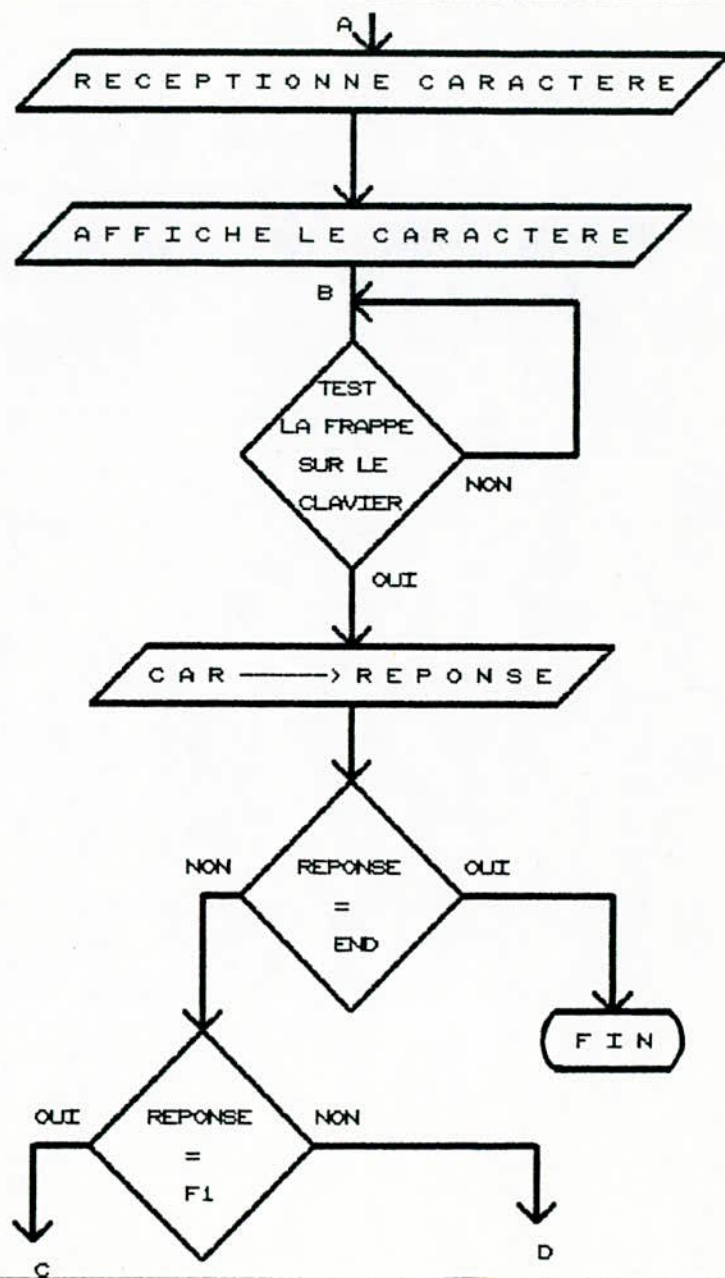 A
RECEPTIONNE CARACTERE
AFFICHE LE CARACTERE
B
TEST
LA FRAPPE
SUR LE
CLAVIER
NON
OUI
CAR -----> REPONSE
NON
REPONSE
=
END
OUI
FIN
OUI
REPONSE
=
F1
NON
C
D